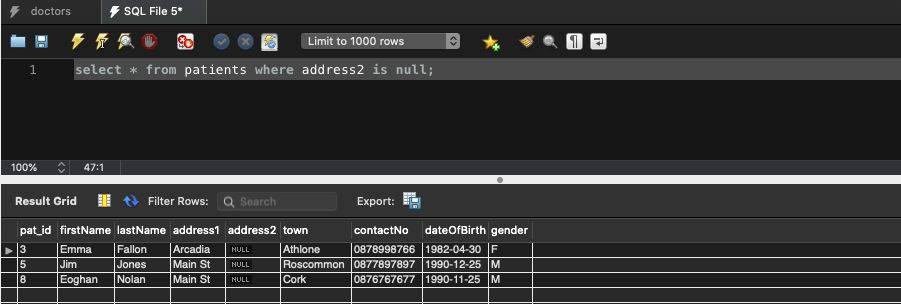 doctors SQL File 5*
Limit to 1000 rows
1 select * from patients where address2 is null;
100% 47:1
Result Grid Filter Rows: Search Export:
pat_id firstName lastName address1 address2 town contactNo dateOfBirth gender
3 Emma Fallon Arcadia NULL Athlone 0878998766 1982-04-30 F
5 Jim Jones Main St NULL Roscommon 0877897897 1990-12-25 M
8 Eoghan Nolan Main St NULL Cork 0876767677 1990-11-25 M